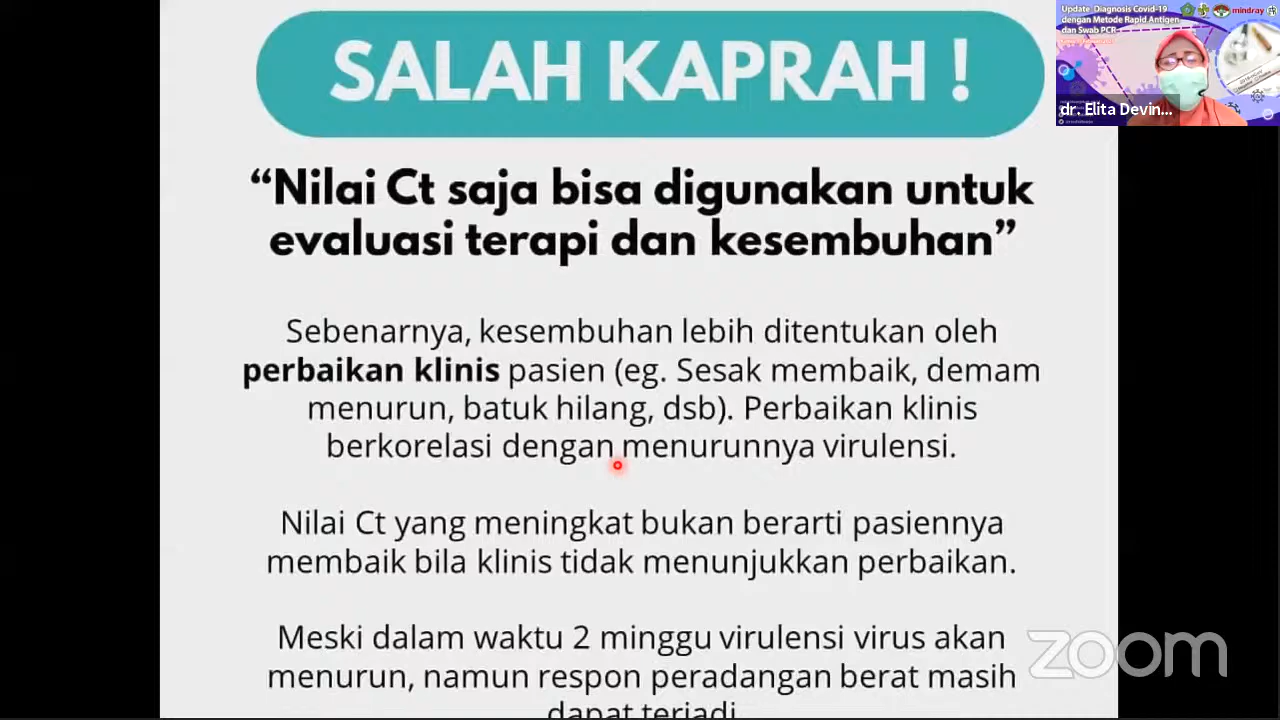 SALAH KAPRAH !
“Nilai Ct saja bisa digunakan untuk
evaluasi terapi dan kesembuhan”
Sebenarnya, kesembuhan lebih ditentukan oleh
perbaikan klinis pasien (eg. Sesak membaik, demam
menurun, batuk hilang, dsb). Perbaikan klinis
berkorelasi dengan menurunnya virulensi.
Nilai Ct yang meningkat bukan berarti pasiennya
membaik bila klinis tidak menunjukkan perbaikan.
Meski dalam waktu 2 minggu virulensi virus akan
menurun, namun respon peradangan berat masih
dapat terjadi
Update Diagnosis Covid-19
dengan Metode Rapid Antigen
dan Swab PCR
mindray
dr. Elita Devin...
zoom